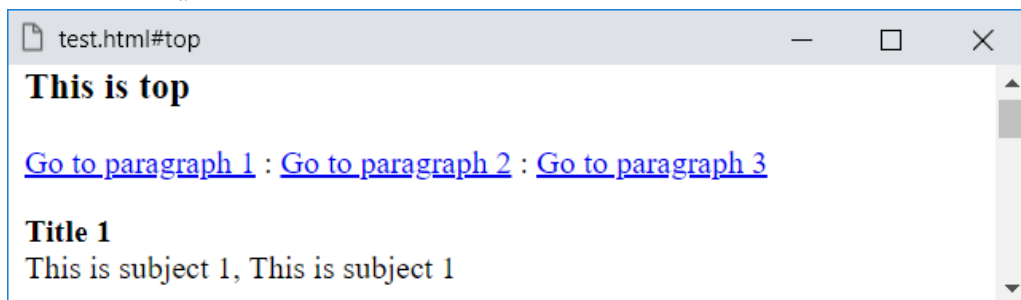 test.html#top
This is top
Go to paragraph 1 : Go to paragraph 2 : Go to paragraph 3
Title 1
This is subject 1, This is subject 1